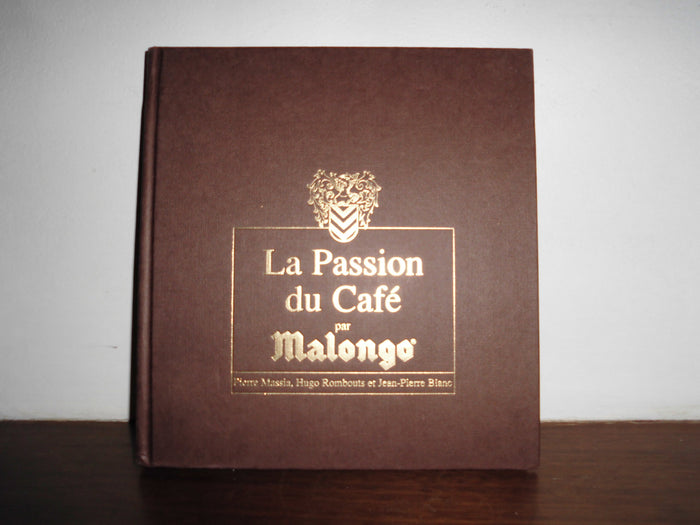 La Passion
du Café
par
Malongo®
Pierre Massia, Hugo Rombouts et Jean-Pierre Blanc